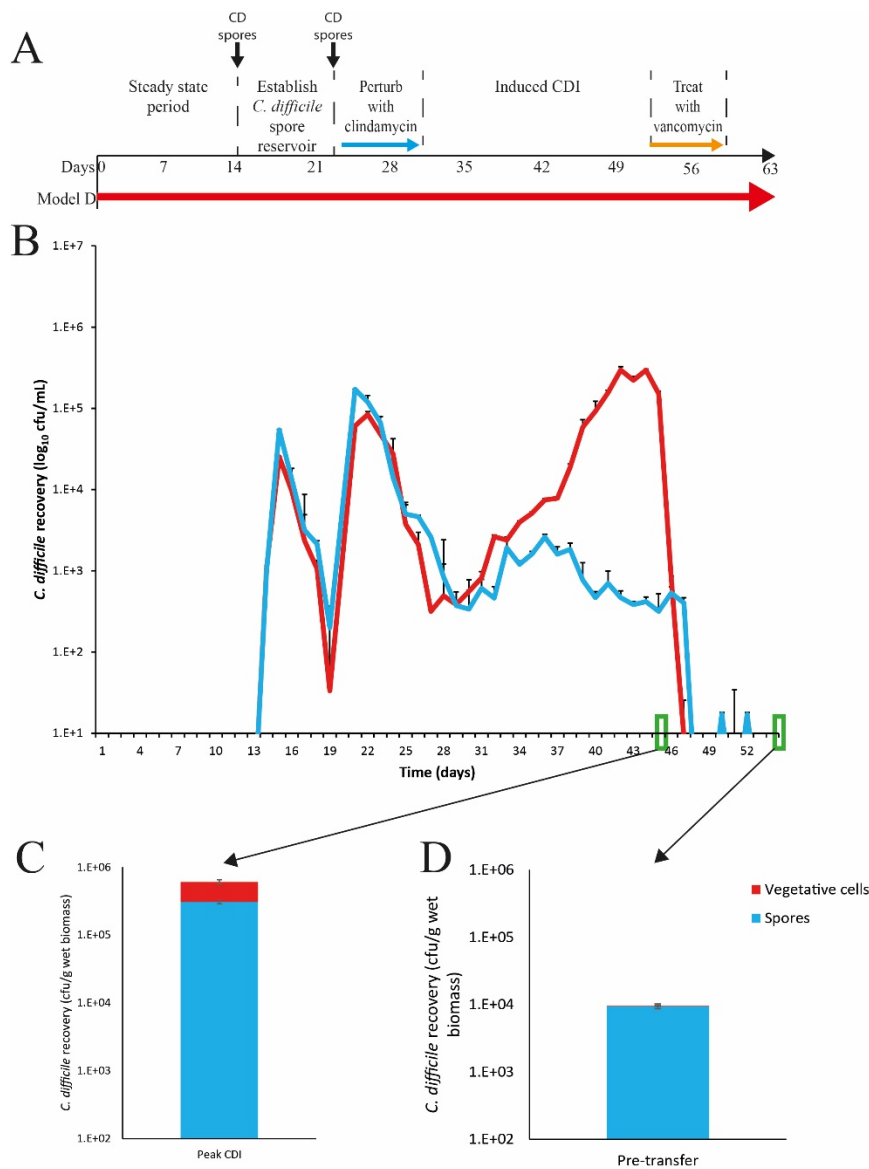 A
CD
spores
CD
spores
Steady state
period
Establish
C. difficile
spore
reservoir
Perturb
with
clindamycin
Induced CDI
Treat
with
vancomycin
Days 0 7 14 21 28 35 42 49 56 63
Model D
B
C. difficile recovery (log10 cfu/mL)
1.E+7
1.E+6
1.E+5
1.E+4
1.E+3
1.E+2
1.E+1
1 4 7 10 13 16 19 22 25 28 31 34 37 40 43 46 49 52
Time (days)
C
C. difficile recovery (cfu/g wet biomass)
1.E+06
1.E+05
1.E+04
1.E+03
1.E+02
Peak CDI
D
C. difficile recovery (cfu/g wet
biomass)
1.E+06
1.E+05
1.E+04
1.E+03
1.E+02
Pre-transfer
Vegetative cells
Spores